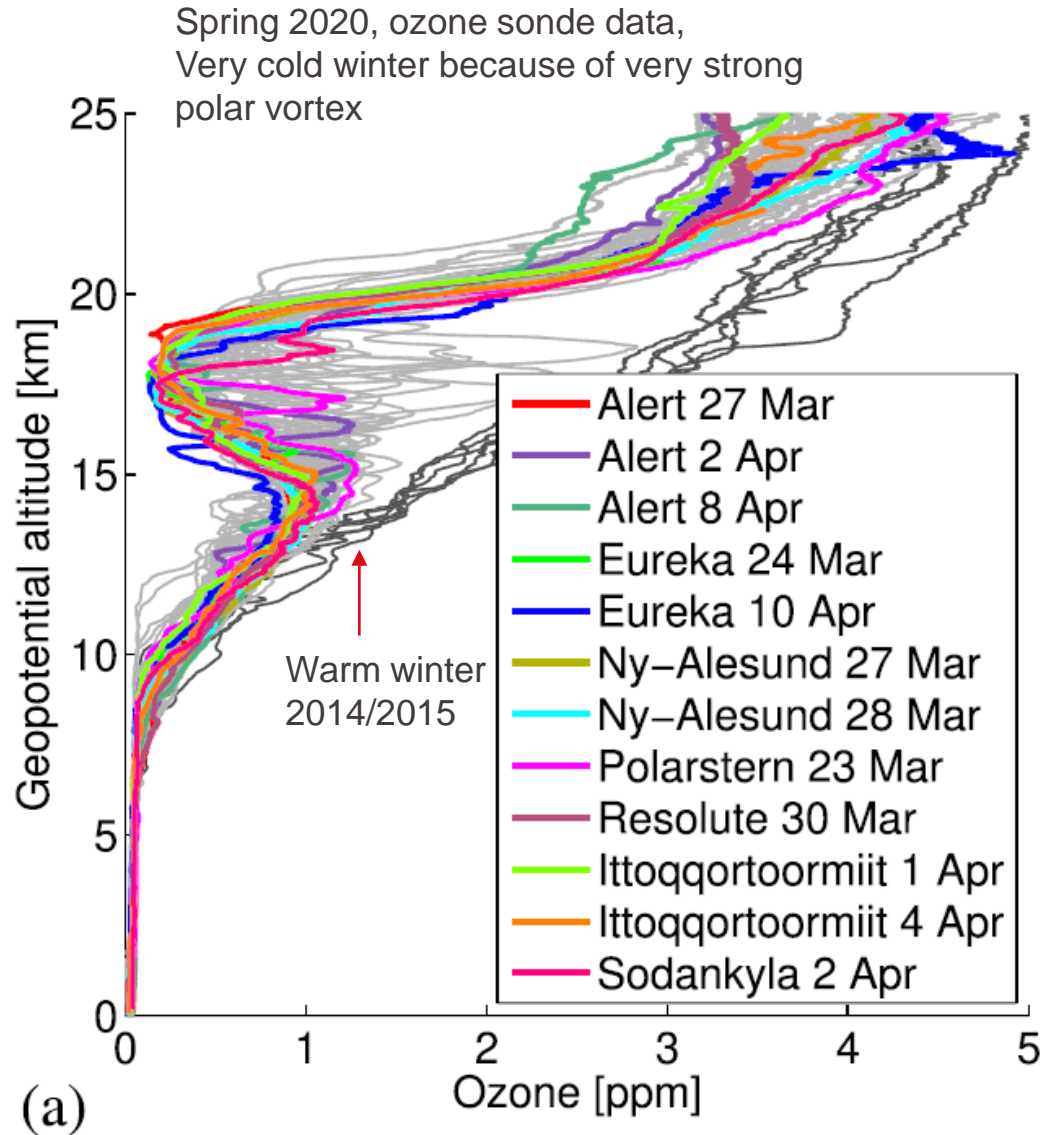 Spring 2020, ozone sonde data,
Very cold winter because of very strong
polar vortex
25
20
15
10
5
0
Geopotential altitude [km]
Warm winter
2014/2015
Alert 27 Mar
Alert 2 Apr
Alert 8 Apr
Eureka 24 Mar
Eureka 10 Apr
Ny−Alesund 27 Mar
Ny−Alesund 28 Mar
Polarstern 23 Mar
Resolute 30 Mar
Ittoqqortoormiit 1 Apr
Ittoqqortoormiit 4 Apr
Sodankyla 2 Apr
0 1 2 3 4 5
Ozone [ppm]
(a)